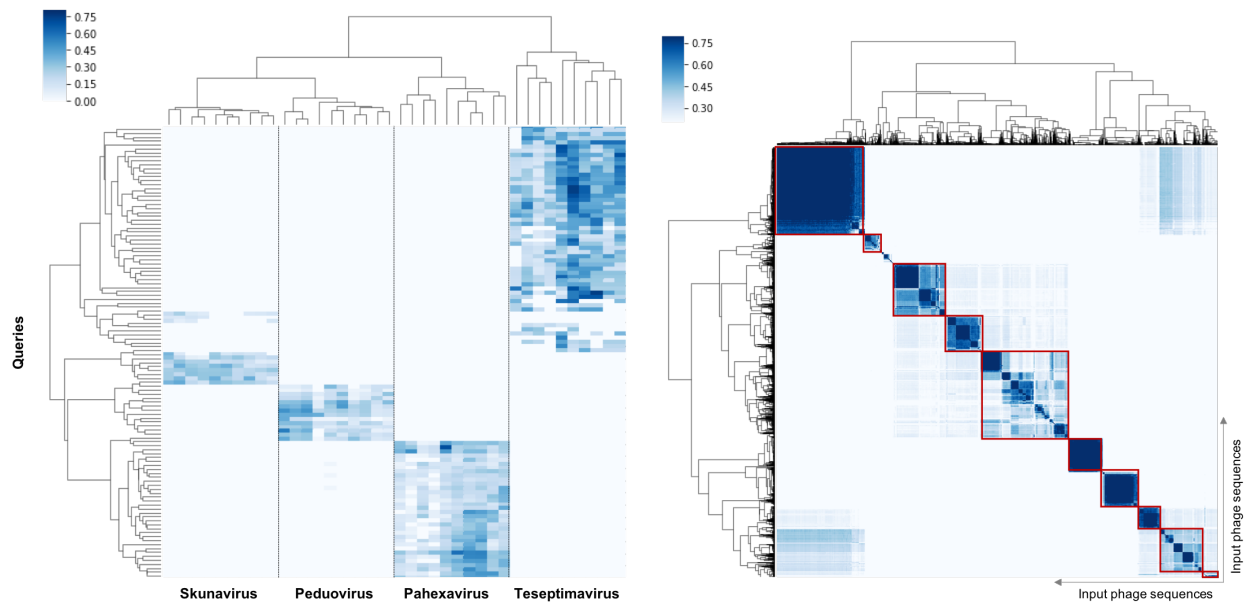 0.75
0.60
0.45
0.30
0.15
0.00
Queries
Skunavirus Peduovirus Pahexavirus Teseptimavirus
0.75
0.60
0.45
0.30
Input phage sequences
Input phage sequences